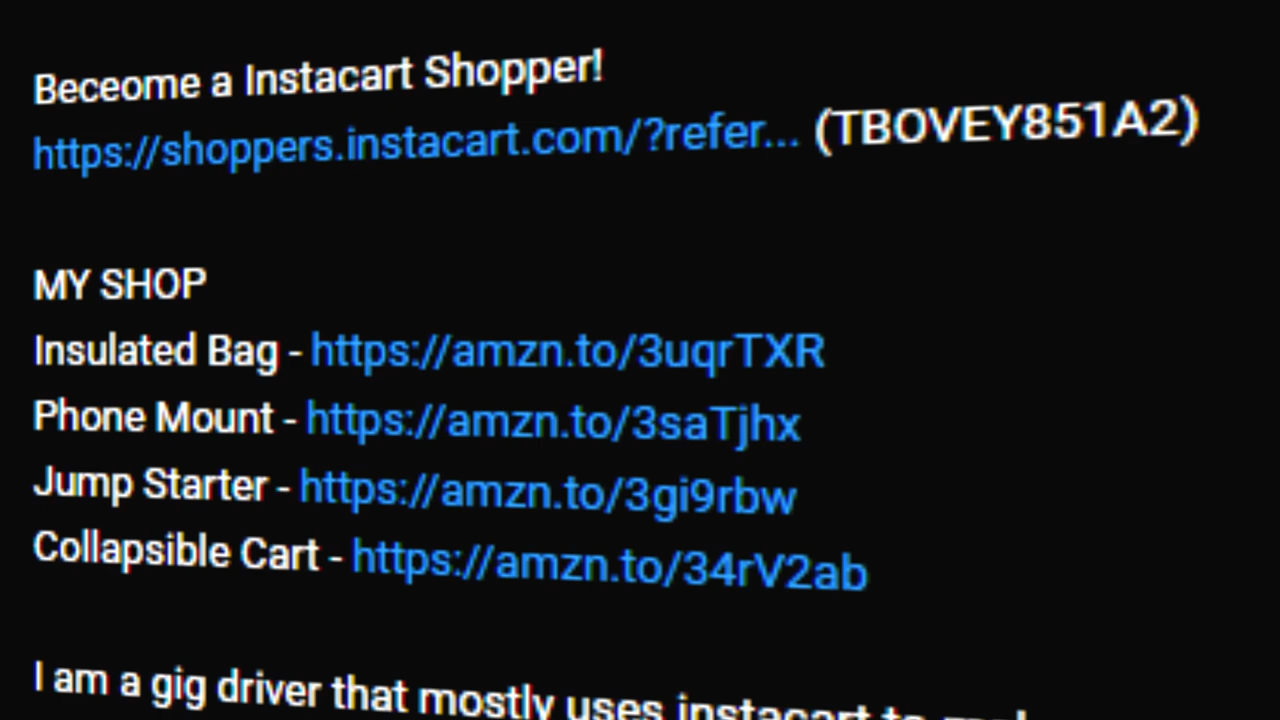 Beceome a Instacart Shopper!
https://shoppers.instacart.com/?refer... (TBOVEY851A2)
MY SHOP
Insulated Bag - https://amzn.to/3uqrTXR
Phone Mount - https://amzn.to/3saTjhx
Jump Starter - https://amzn.to/3gi9rbw
Collapsible Cart - https://amzn.to/34rV2ab
I am a gig driver that mostly uses instacart to